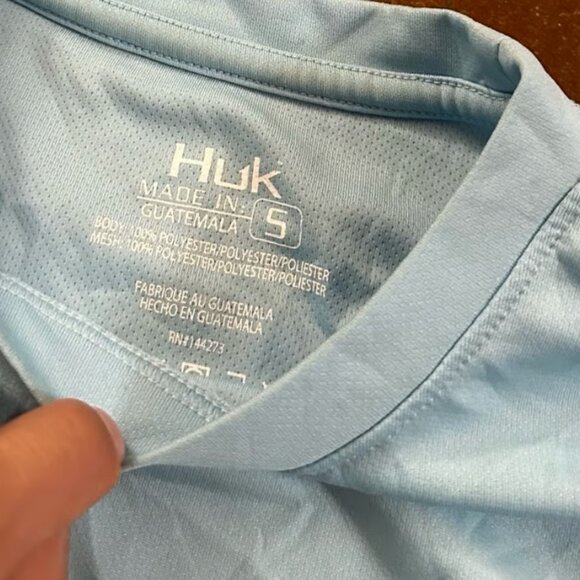 Huk
MADE IN:
GUATEMALA S
BODY: 100% POLYESTER/POLYESTER/POLIESTER
MESH: 100% POLYESTER/POLYESTER/POLIESTER
FABRIQUE AU GUATEMALA
HECHO EN GUATEMALA
RN#144273